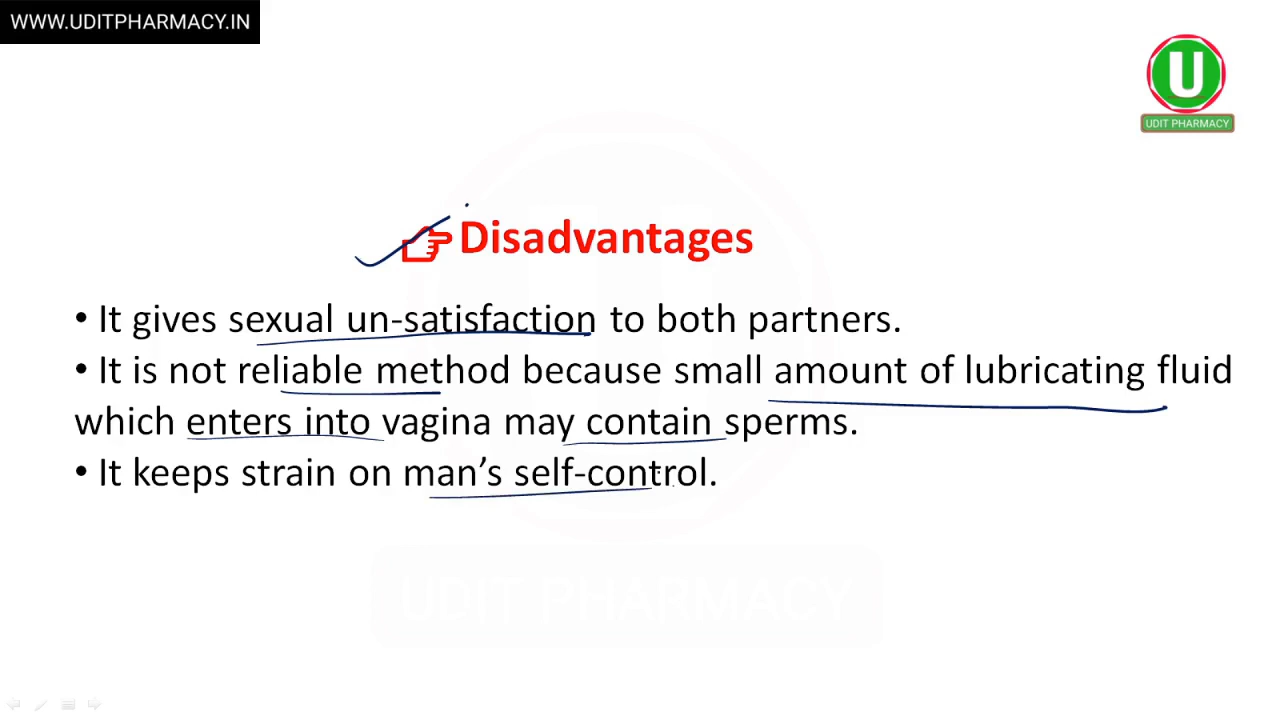 WWW.UDITPHARMACY.IN
U
UDIT PHARMACY
Disadvantages
• It gives sexual un-satisfaction to both partners.
• It is not reliable method because small amount of lubricating fluid
which enters into vagina may contain sperms.
• It keeps strain on man’s self-control.
UDIT PHARMACY